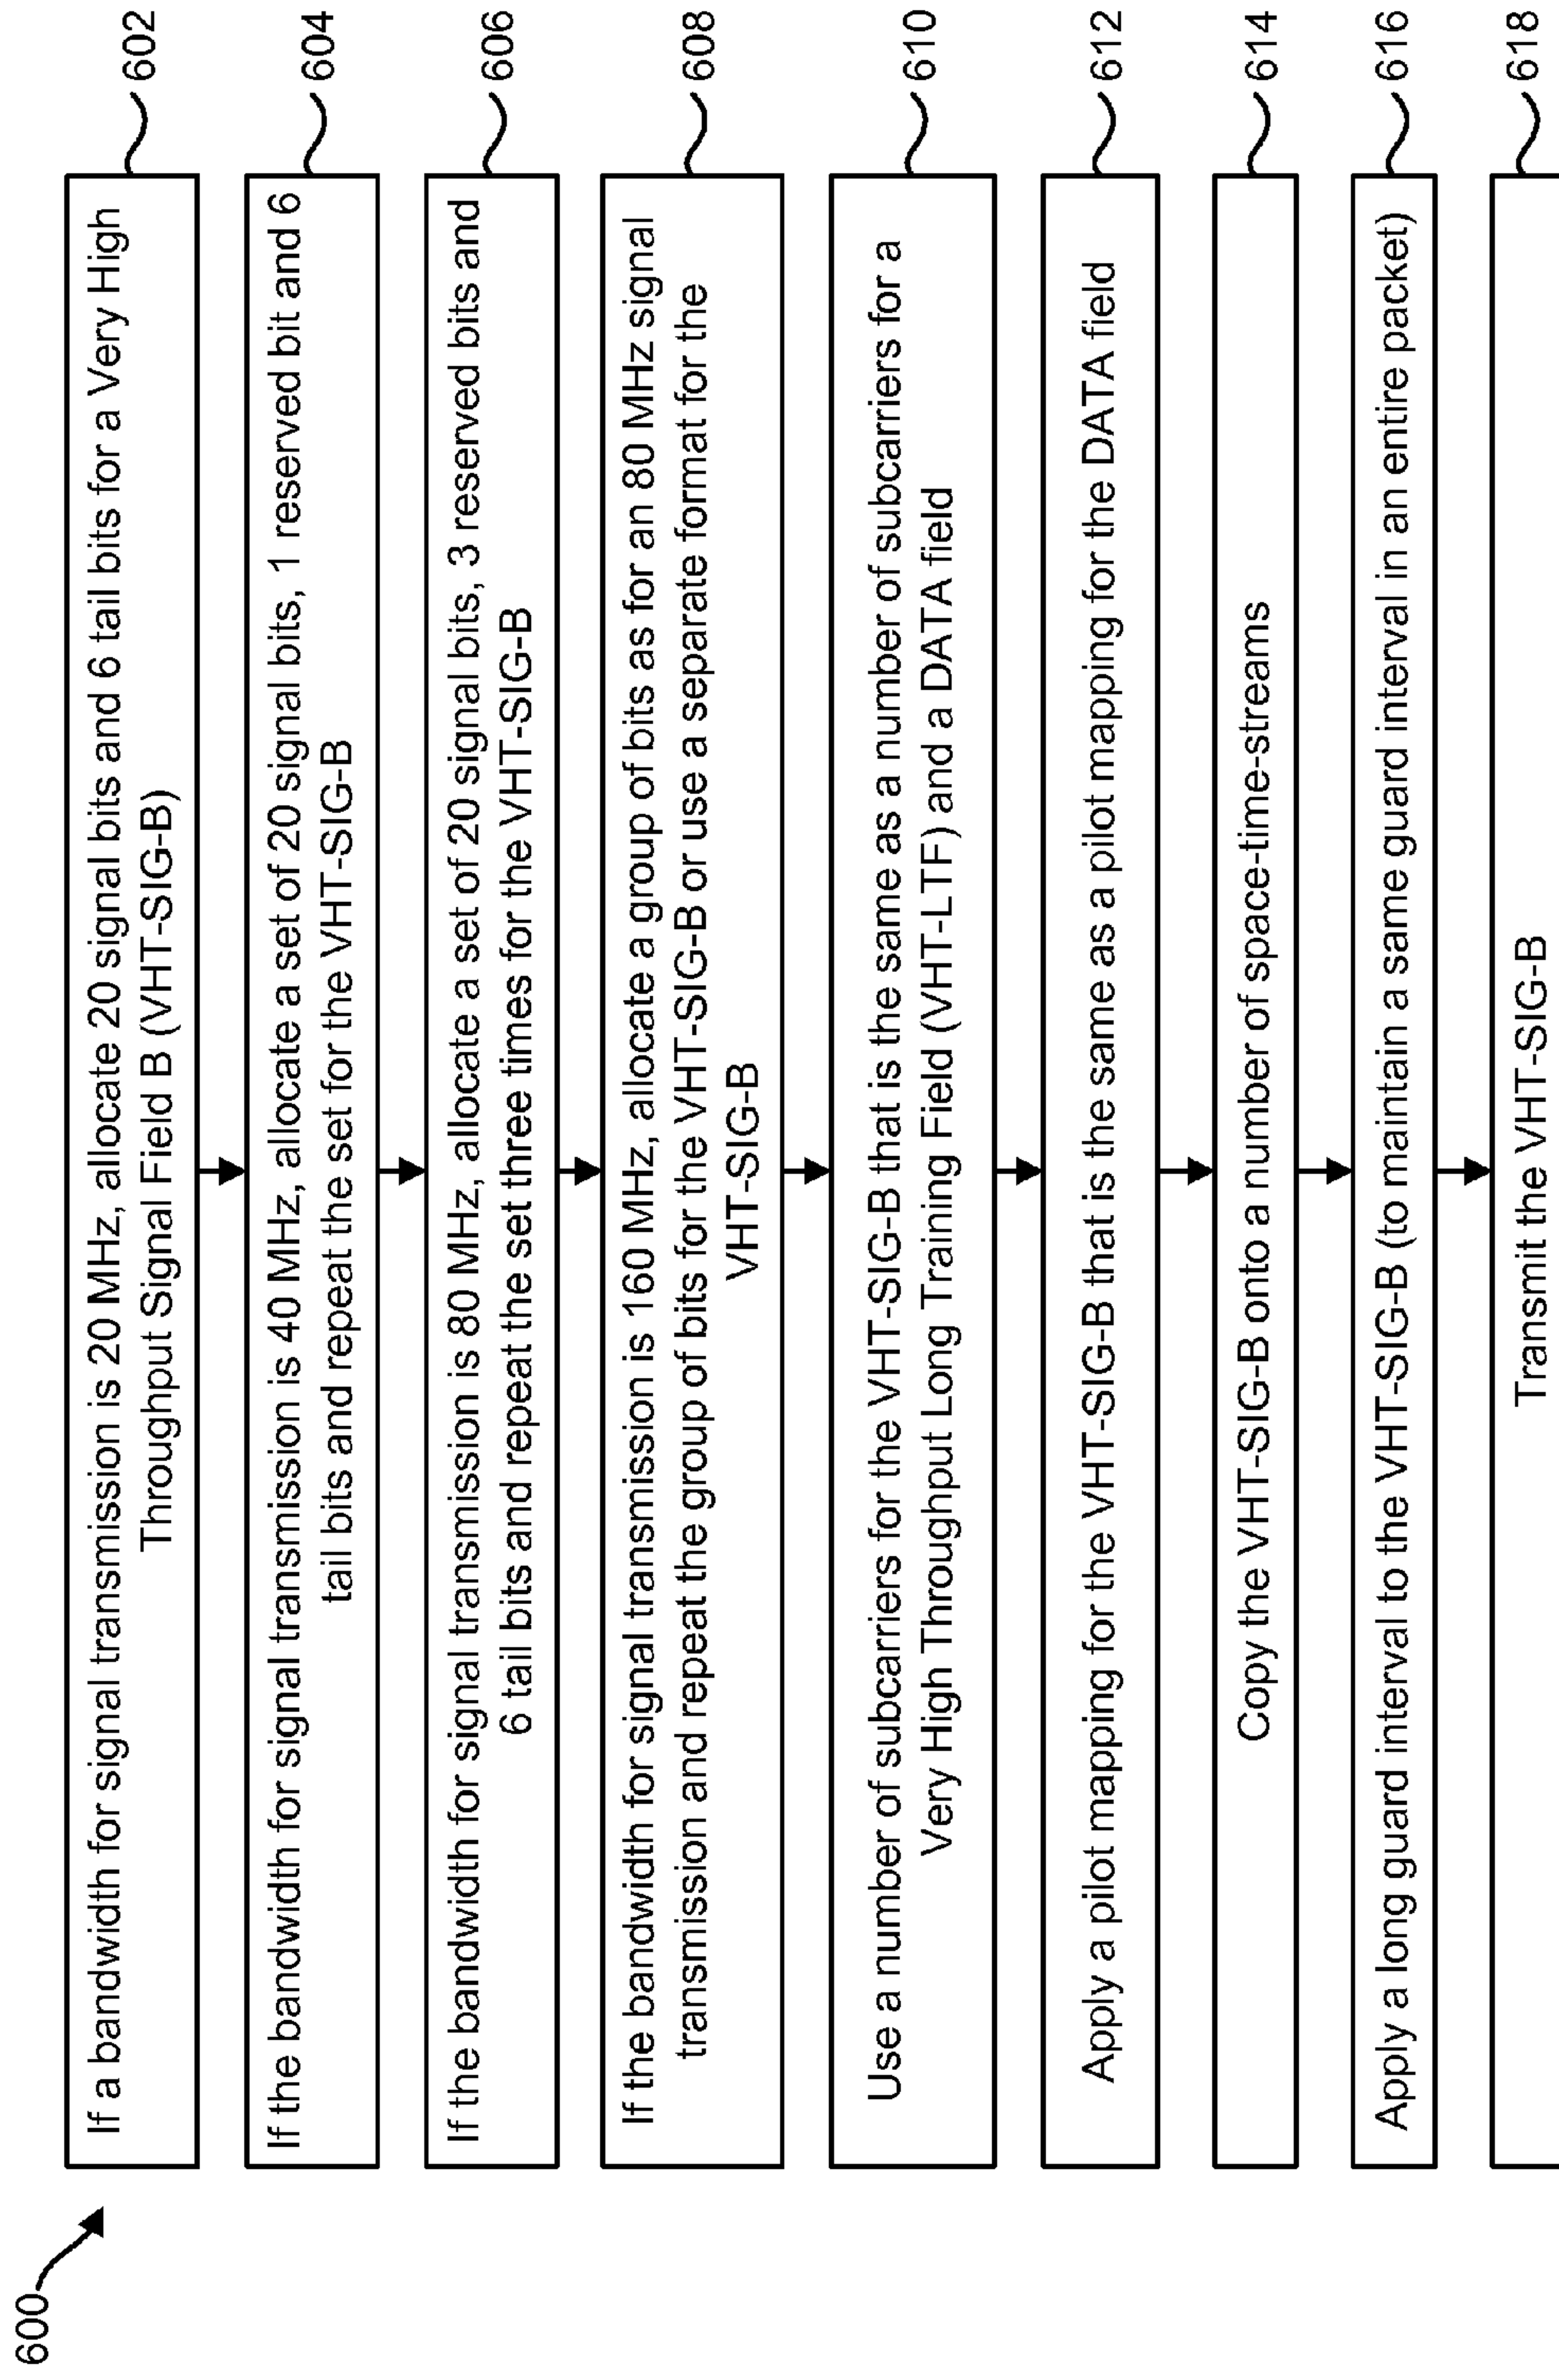 600
If a bandwidth for signal transmission is 20 MHz, allocate 20 signal bits and 6 tail bits for a Very High
Throughput Signal Field B (VHT-SIG-B)
602
If the bandwidth for signal transmission is 40 MHz, allocate a set of 20 signal bits, 1 reserved bit and 6
tail bits and repeat the set for the VHT-SIG-B
604
If the bandwidth for signal transmission is 80 MHz, allocate a set of 20 signal bits, 3 reserved bits and
6 tail bits and repeat the set three times for the VHT-SIG-B
606
If the bandwidth for signal transmission is 160 MHz, allocate a group of bits as for an 80 MHz signal
transmission and repeat the group of bits for the VHT-SIG-B or use a separate format for the
VHT-SIG-B
608
Use a number of subcarriers for the VHT-SIG-B that is the same as a number of subcarriers for a
Very High Throughput Long Training Field (VHT-LTF) and a DATA field
610
Apply a pilot mapping for the VHT-SIG-B that is the same as a pilot mapping for the DATA field
612
Copy the VHT-SIG-B onto a number of space-time-streams
614
Apply a long guard interval to the VHT-SIG-B (to maintain a same guard interval in an entire packet)
616
Transmit the VHT-SIG-B
618